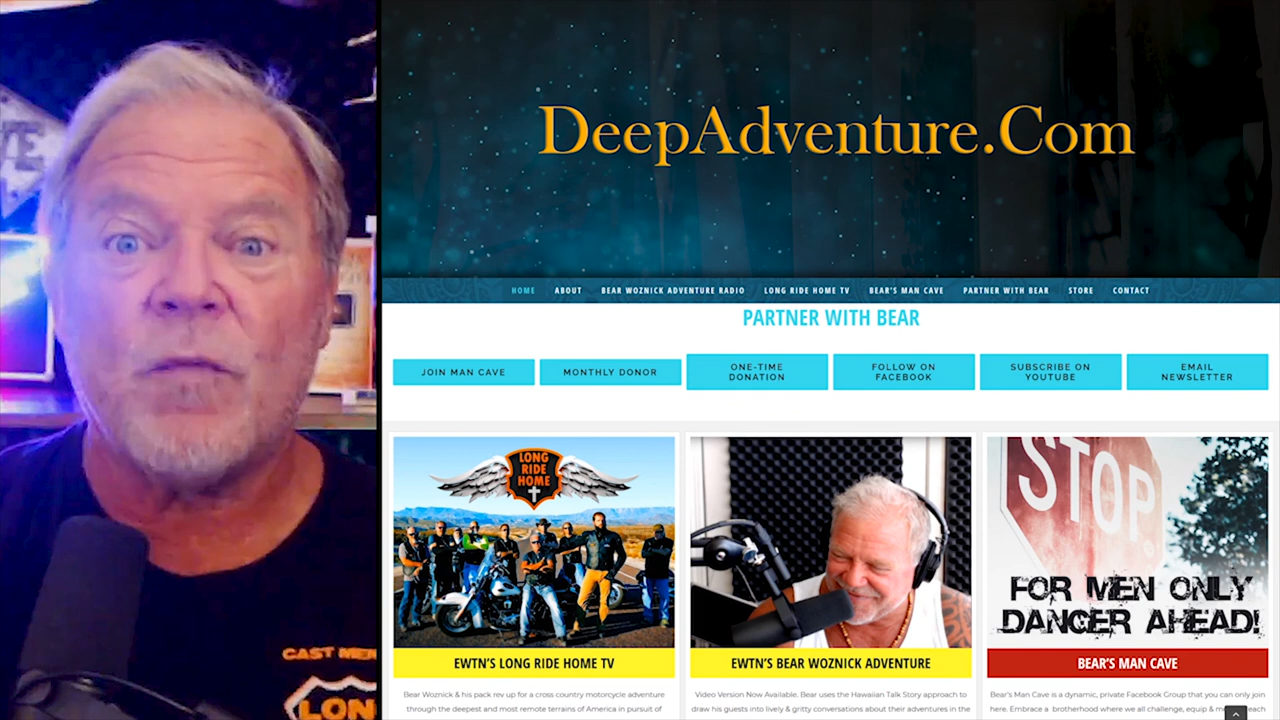 DeepAdventure.Com
HOME ABOUT BEAR WOZNICK ADVENTURE RADIO LONG RIDE HOME TV BEAR'S MAN CAVE PARTNER WITH BEAR STORE CONTACT
PARTNER WITH BEAR
JOIN MAN CAVE
MONTHLY DONOR
ONE-TIME
DONATION
FOLLOW ON
FACEBOOK
SUBSCRIBE ON
YOUTUBE
EMAIL
NEWSLETTER
LONG
RIDE
HOME
EWTN'S LONG RIDE HOME TV
Bear Woznick & his pack rev up for a cross country motorcycle adventure
through the deepest and most remote terrains of America in pursuit of
EWTN'S BEAR WOZNICK ADVENTURE
Video Version Now Available. Bear uses the Hawaiian Talk Story approach to
draw his guests into lively & gritty conversations about their adventures in the
STOP
FOR MEN ONLY
DANGER AHEAD!
BEAR'S MAN CAVE
Bear's Man Cave is a dynamic, private Facebook Group that you can only join
here. Embrace a brotherhood where we all challenge, equip &
CAST
LON